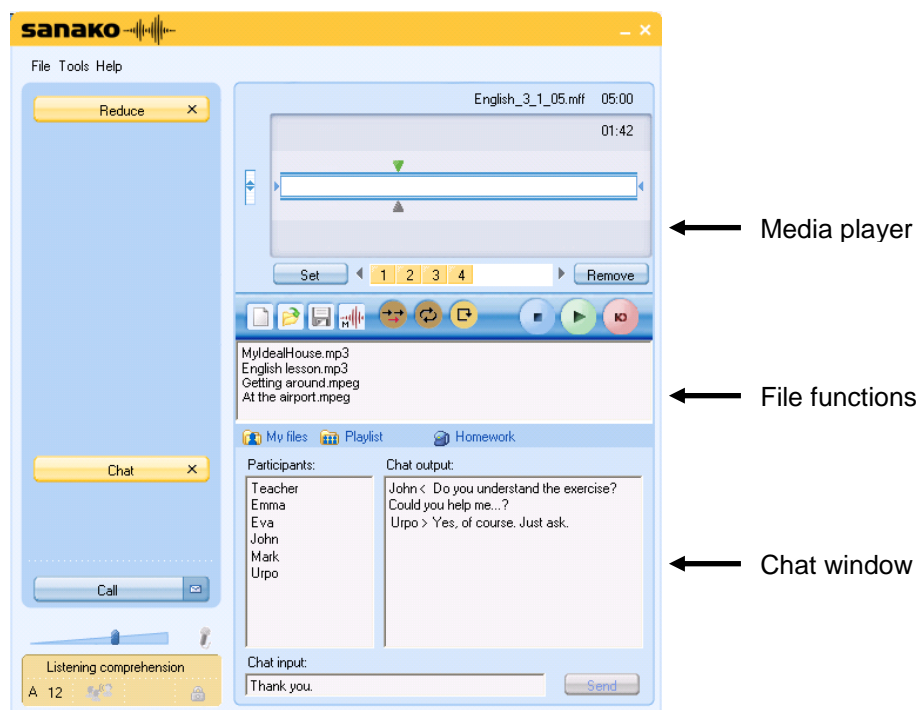 sanako
File Tools Help
Reduce
English_3_1_05.mff 05:00
01:42
Set 1 2 3 4 Remove
Media player
M
MyIdealHouse.mp3
English lesson.mp3
Getting around.mpeg
At the airport.mpeg
File functions
My files Playlist Homework
Chat
Call
Participants:
Teacher
Emma
Eva
John
Mark
Urpo
Chat output:
John < Do you understand the exercise?
Could you help me...?
Urpo > Yes, of course. Just ask.
Chat window
Listening comprehension
A 12
Chat input:
Thank you. Send